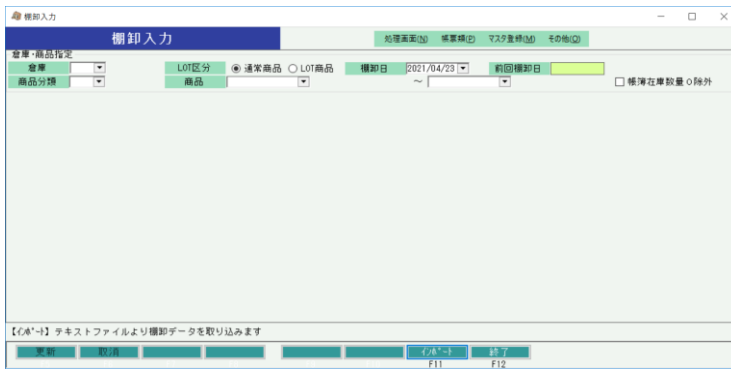 棚卸入力
棚卸入力 処理画面(N) 帳票類(P) マスタ登録(M) その他(O)
倉庫・商品指定
倉庫 LOT区分 通常商品 LOT商品 棚卸日 2021/04/23 前回棚卸日
商品分類 商品 ～ 帳簿在庫数量0除外
【ｲﾝﾎﾟｰﾄ】テキストファイルより棚卸データを取り込みます
更新 取消 ｲﾝﾎﾟｰﾄ 終了
F11 F12